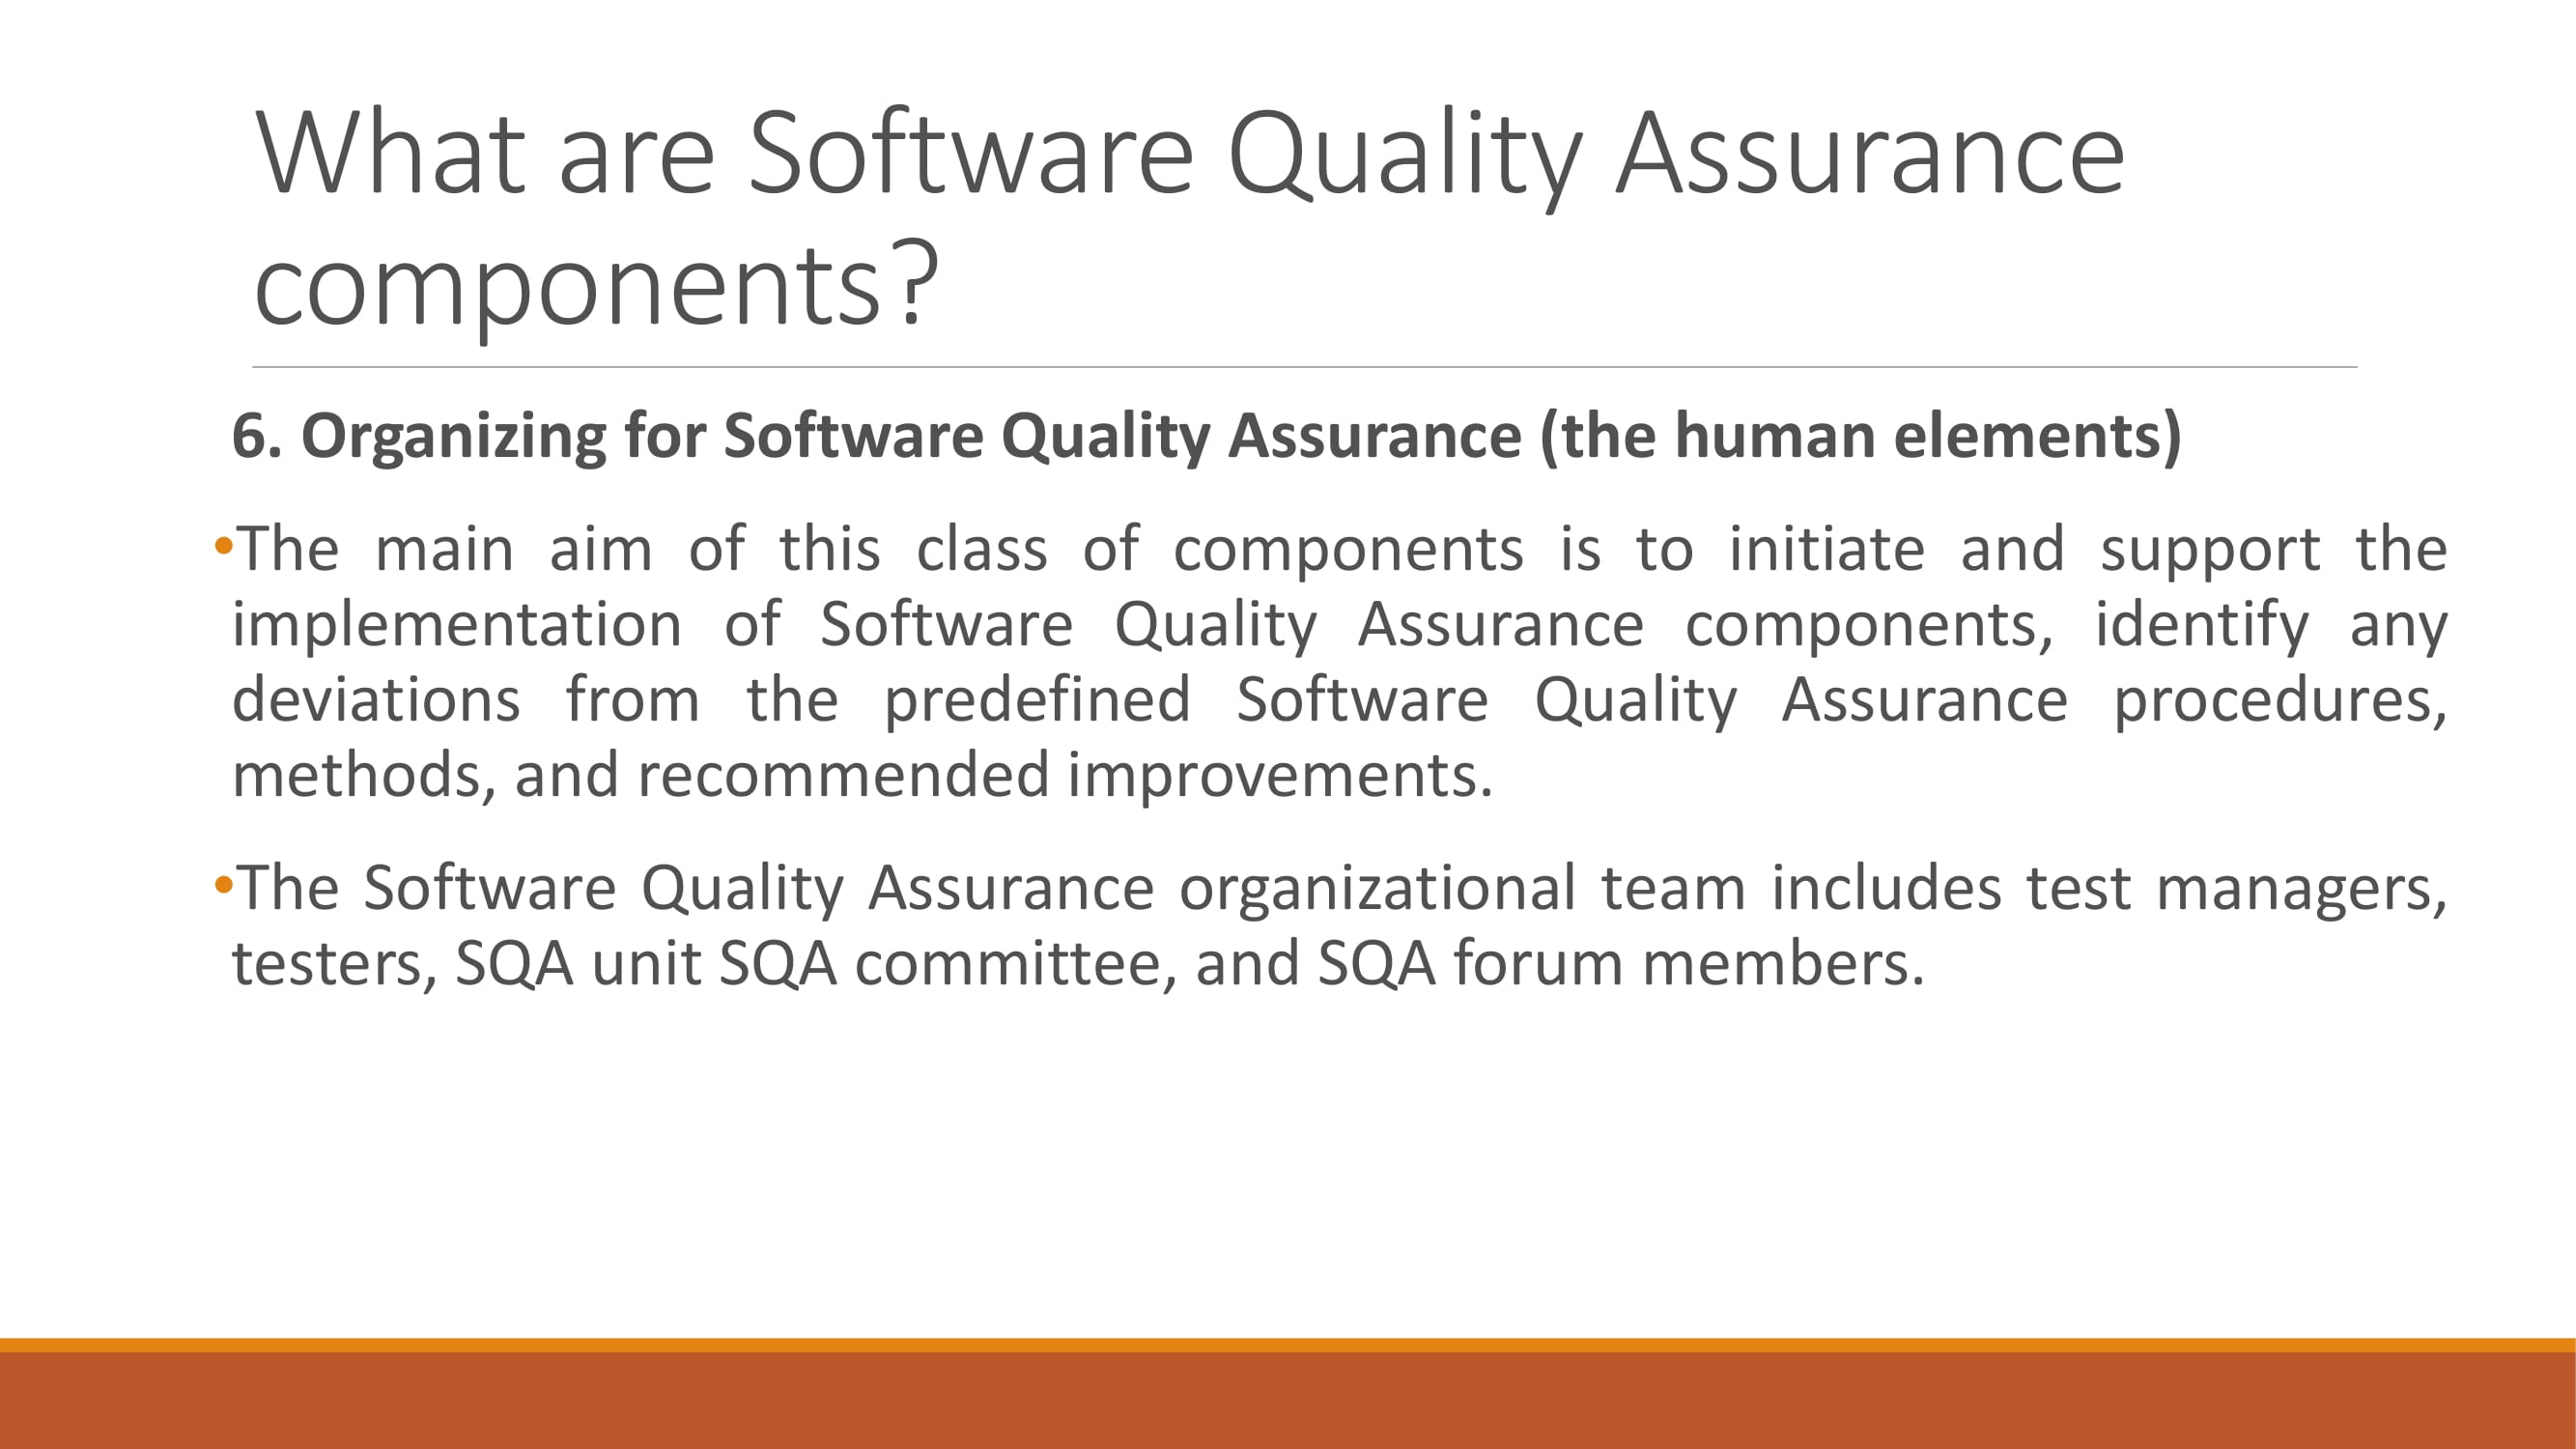 What are Software Quality Assurance
components?
6. Organizing for Software Quality Assurance (the human elements)
•The main aim of this class of components is to initiate and support the
implementation of Software Quality Assurance components, identify any
deviations from the predefined Software Quality Assurance procedures,
methods, and recommended improvements.
•The Software Quality Assurance organizational team includes test managers,
testers, SQA unit SQA committee, and SQA forum members.